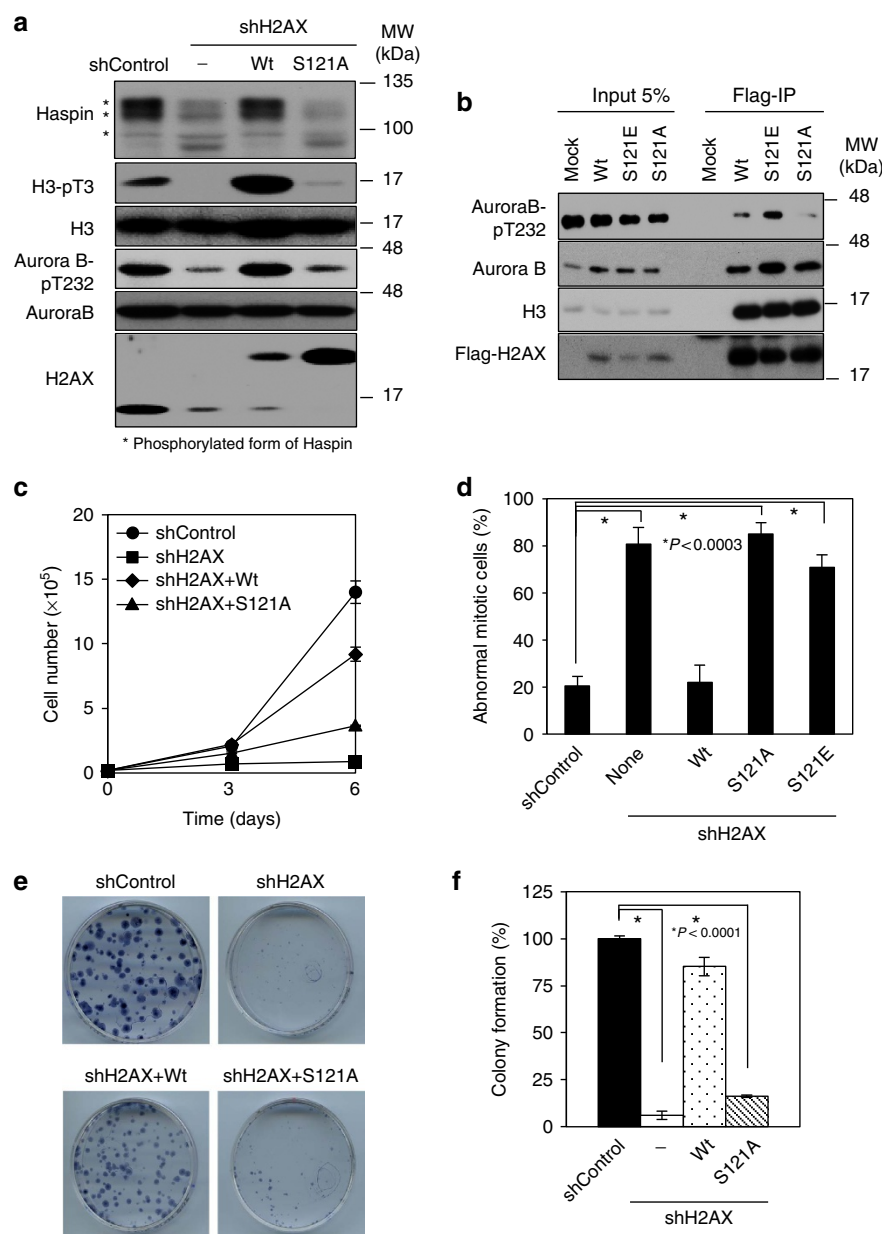 a
shH2AX
MW
(kDa)
shControl
–
Wt
S121A
135
Haspin
*
*
*
100
H3-pT3
17
H3
17
48
Aurora B-
pT232
48
AuroraB
H2AX
17
* Phosphorylated form of Haspin
b
Input 5%
Flag-IP
Mock
Wt
S121E
S121A
Mock
Wt
S121E
S121A
MW
(kDa)
AuroraB-
pT232
48
48
Aurora B
H3
17
Flag-H2AX
17
c
20
15
10
5
0
Cell number (×10⁵)
shControl
shH2AX
shH2AX+Wt
shH2AX+S121A
0
3
6
Time (days)
d
100
80
60
40
20
0
Abnormal mitotic cells (%)
*
*
*
*P<0.0003
shControl
None
Wt
S121A
S121E
shH2AX
e
shControl
shH2AX
shH2AX+Wt
shH2AX+S121A
f
125
100
75
50
25
0
Colony formation (%)
*
*
*P<0.0001
shControl
–
Wt
S121A
shH2AX